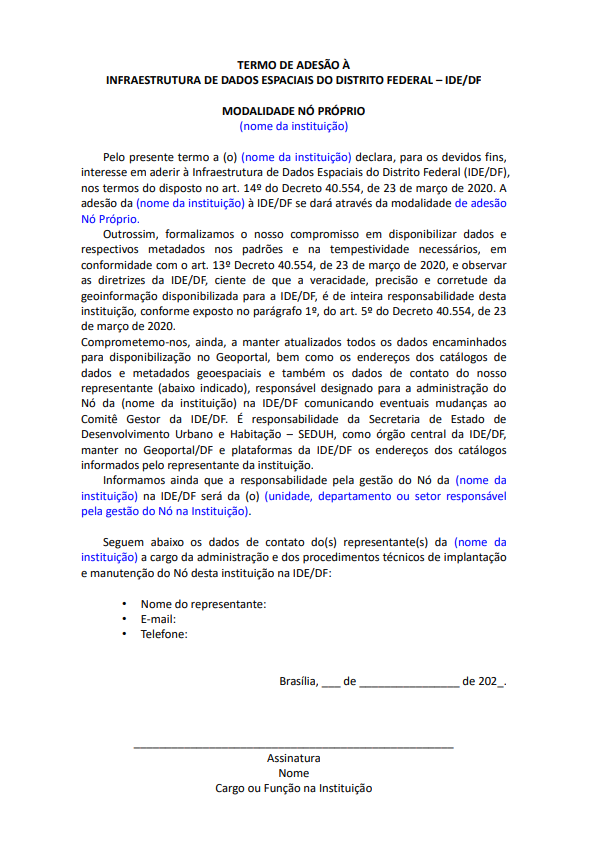 TERMO DE ADESÃO À
INFRAESTRUTURA DE DADOS ESPACIAIS DO DISTRITO FEDERAL – IDE/DF
MODALIDADE NÓ PRÓPRIO
(nome da instituição)
Pelo presente termo a (o) (nome da instituição) declara, para os devidos fins,
interesse em aderir à Infraestrutura de Dados Espaciais do Distrito Federal (IDE/DF),
nos termos do disposto no art. 14º do Decreto 40.554, de 23 de março de 2020. A
adesão da (nome da instituição) à IDE/DF se dará através da modalidade de adesão
Nó Próprio.
Outrossim, formalizamos o nosso compromisso em disponibilizar dados e
respectivos metadados nos padrões e na tempestividade necessários, em
conformidade com o art. 13º Decreto 40.554, de 23 de março de 2020, e observar
as diretrizes da IDE/DF, ciente de que a veracidade, precisão e corretude da
geoinformação disponibilizada para a IDE/DF, é de inteira responsabilidade desta
instituição, conforme exposto no parágrafo 1º, do art. 5º do Decreto 40.554, de 23
de março de 2020.
Comprometemo-nos, ainda, a manter atualizados todos os dados encaminhados
para disponibilização no Geoportal, bem como os endereços dos catálogos de
dados e metadados geoespaciais e também os dados de contato do nosso
representante (abaixo indicado), responsável designado para a administração do
Nó da (nome da instituição) na IDE/DF comunicando eventuais mudanças ao
Comitê Gestor da IDE/DF. É responsabilidade da Secretaria de Estado de
Desenvolvimento Urbano e Habitação – SEDUH, como órgão central da IDE/DF,
manter no Geoportal/DF e plataformas da IDE/DF os endereços dos catálogos
informados pelo representante da instituição.
Informamos ainda que a responsabilidade pela gestão do Nó da (nome da
instituição) na IDE/DF será da (o) (unidade, departamento ou setor responsável
pela gestão do Nó na Instituição).
Seguem abaixo os dados de contato do(s) representante(s) da (nome da
instituição) a cargo da administração e dos procedimentos técnicos de implantação
e manutenção do Nó desta instituição na IDE/DF:
• Nome do representante:
• E-mail:
• Telefone:
Brasília, ___ de ________________ de 202_.
___________________________________________________
Assinatura
Nome
Cargo ou Função na Instituição